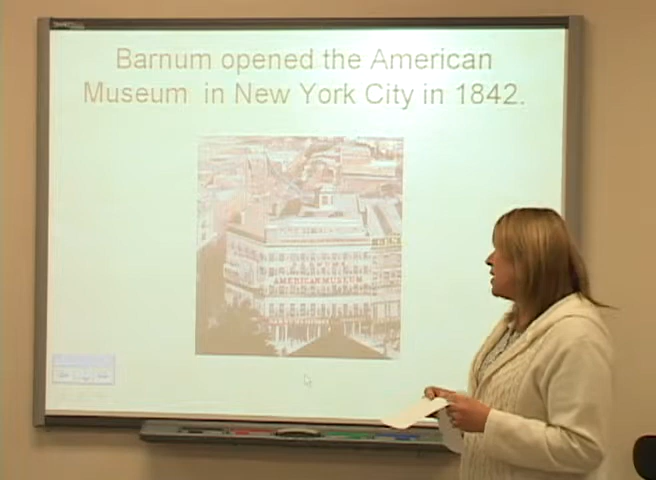 Barnum opened the American
Museum in New York City in 1842.
AMERICAN MUSEUM